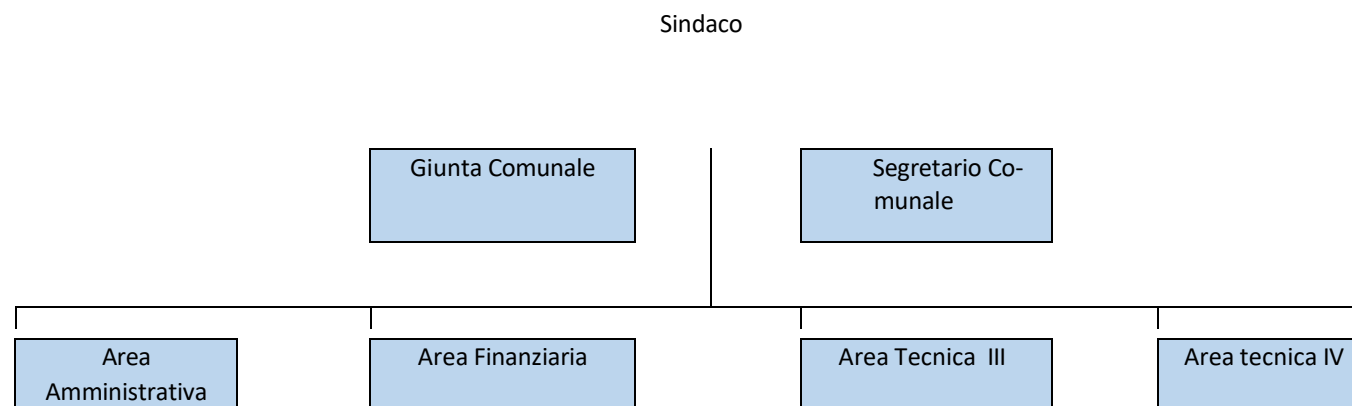 Sindaco
Giunta Comunale
Segretario Co-
munale
Area
Amministrativa
Area Finanziaria
Area Tecnica III
Area tecnica IV